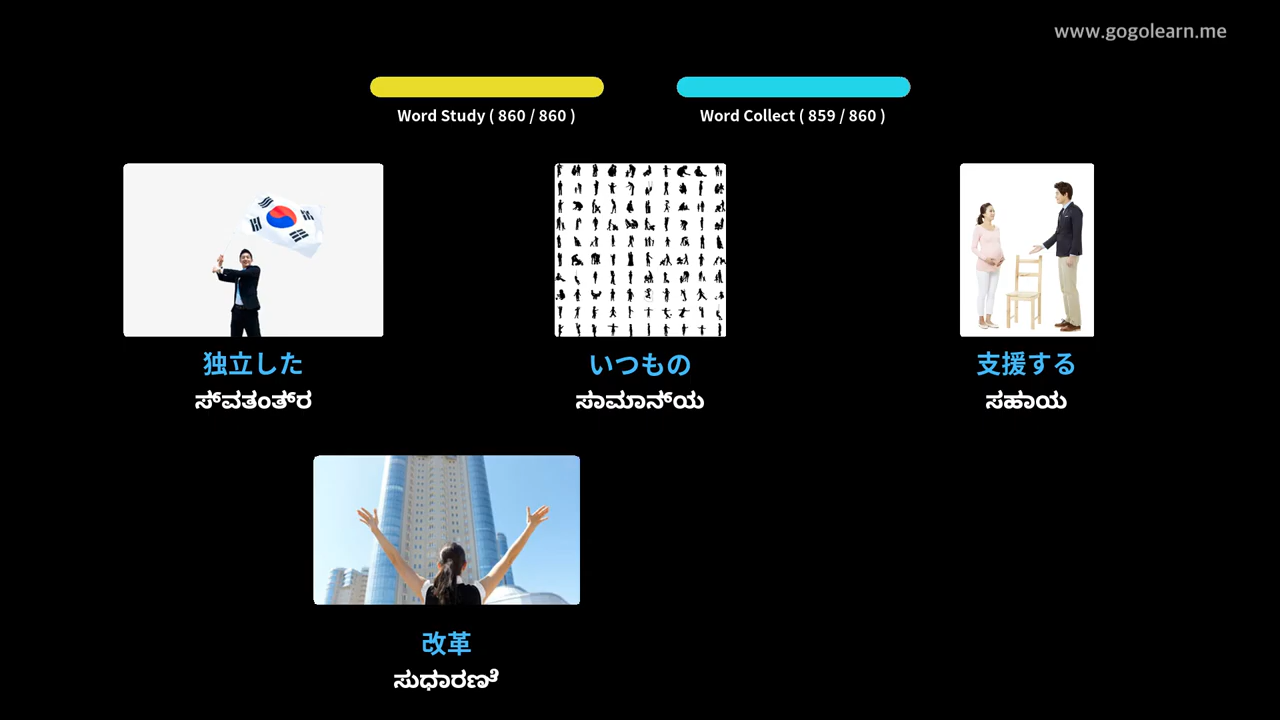 www.gogolearn.me
Word Study ( 860 / 860 )
Word Collect ( 859 / 860 )
独立した
ಸ್ವತಂತ್ರ
いつもの
ಸಾಮಾನ್ಯ
支援する
ಸಹಾಯ
改革
ಸುಧಾರಣೆ